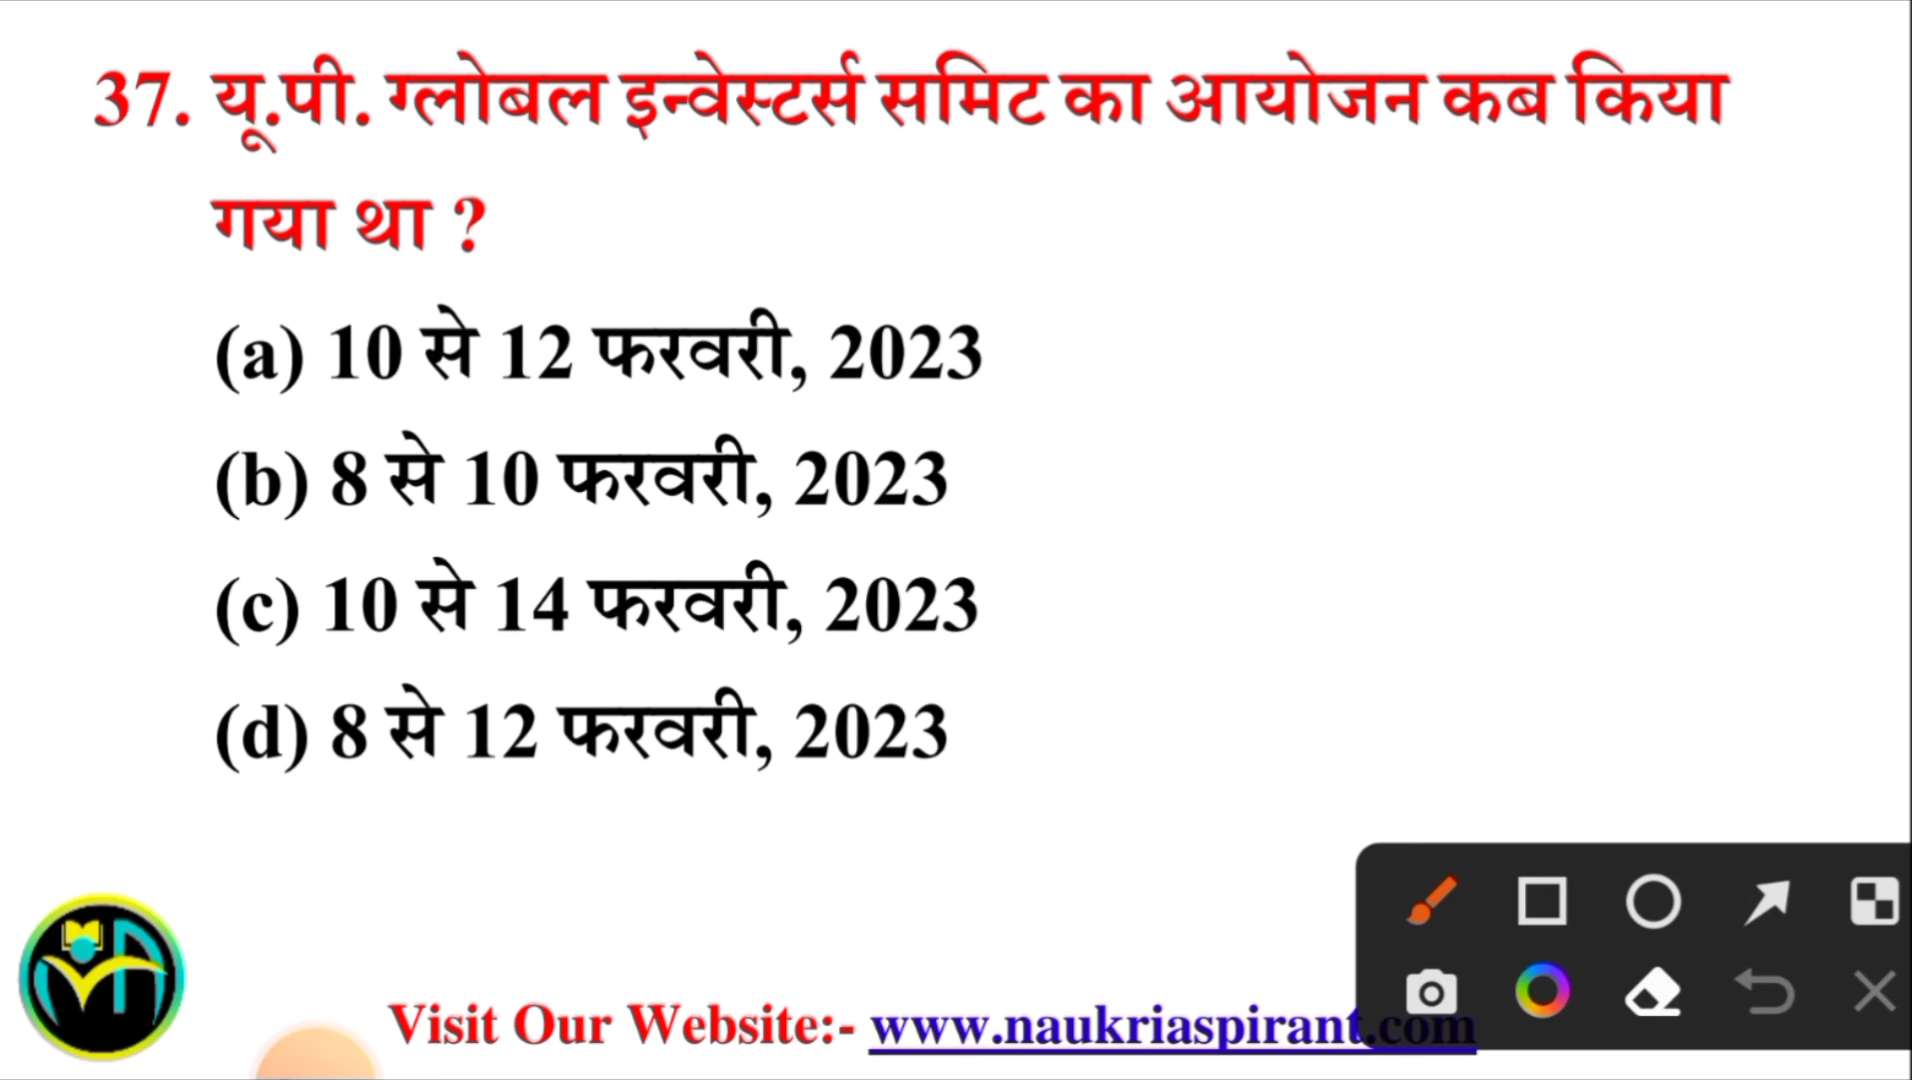 37. यू.पी. ग्लोबल इन्वेस्टर्स समिट का आयोजन कब किया
गया था ?
(a) 10 से 12 फरवरी, 2023
(b) 8 से 10 फरवरी, 2023
(c) 10 से 14 फरवरी, 2023
(d) 8 से 12 फरवरी, 2023
Visit Our Website:- www.naukriaspirant.com